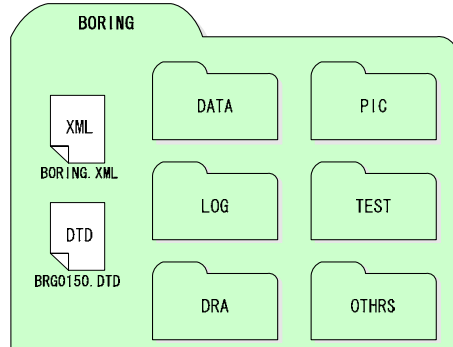 BORING
DATA
PIC
XML
BORING.XML
LOG
TEST
DTD
BRG0150.DTD
DRA
OTHRS